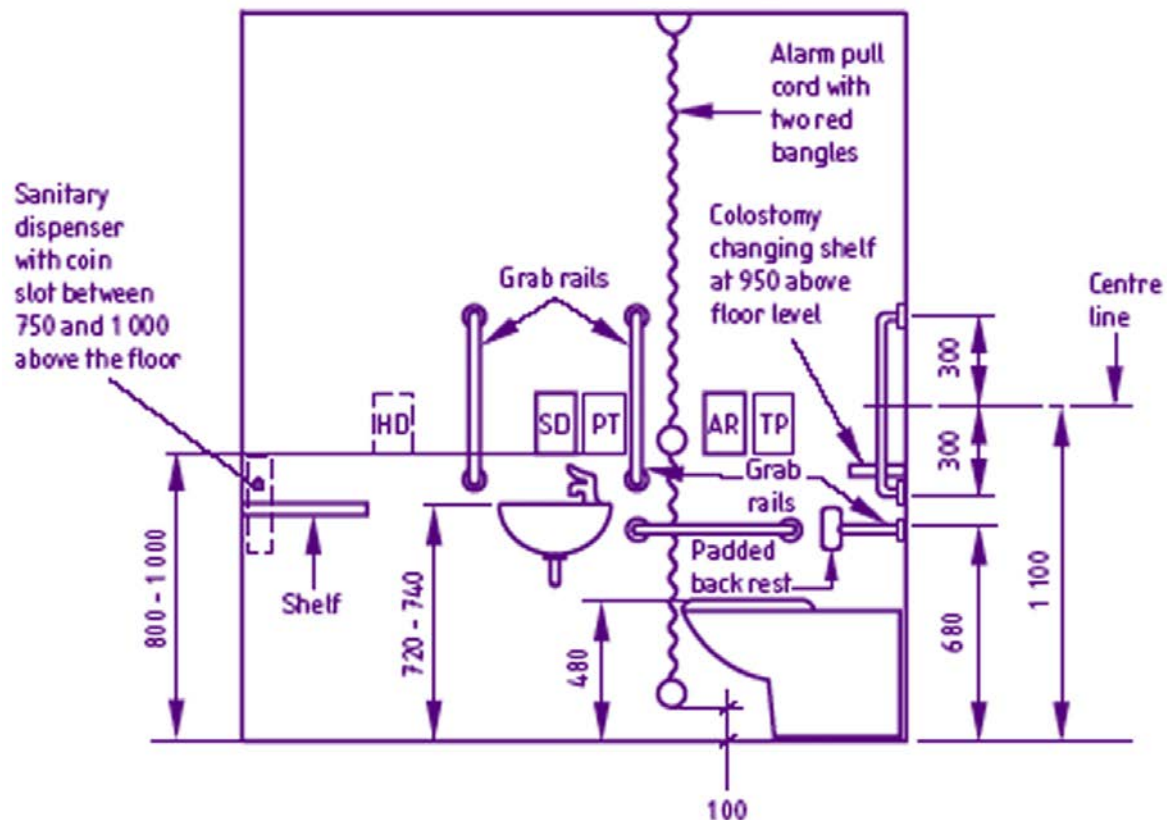 Alarm pull
cord with
two red
bangles
Sanitary
dispenser
with coin
slot between
750 and 1 000
above the floor
Colostomy
changing shelf
at 950 above
floor level
Grab rails
Centre
line
300
300
HD
SD
PT
AR
TP
Grab
rails
Padded
back rest
Shelf
800 - 1 000
720 - 740
480
680
1 100
100